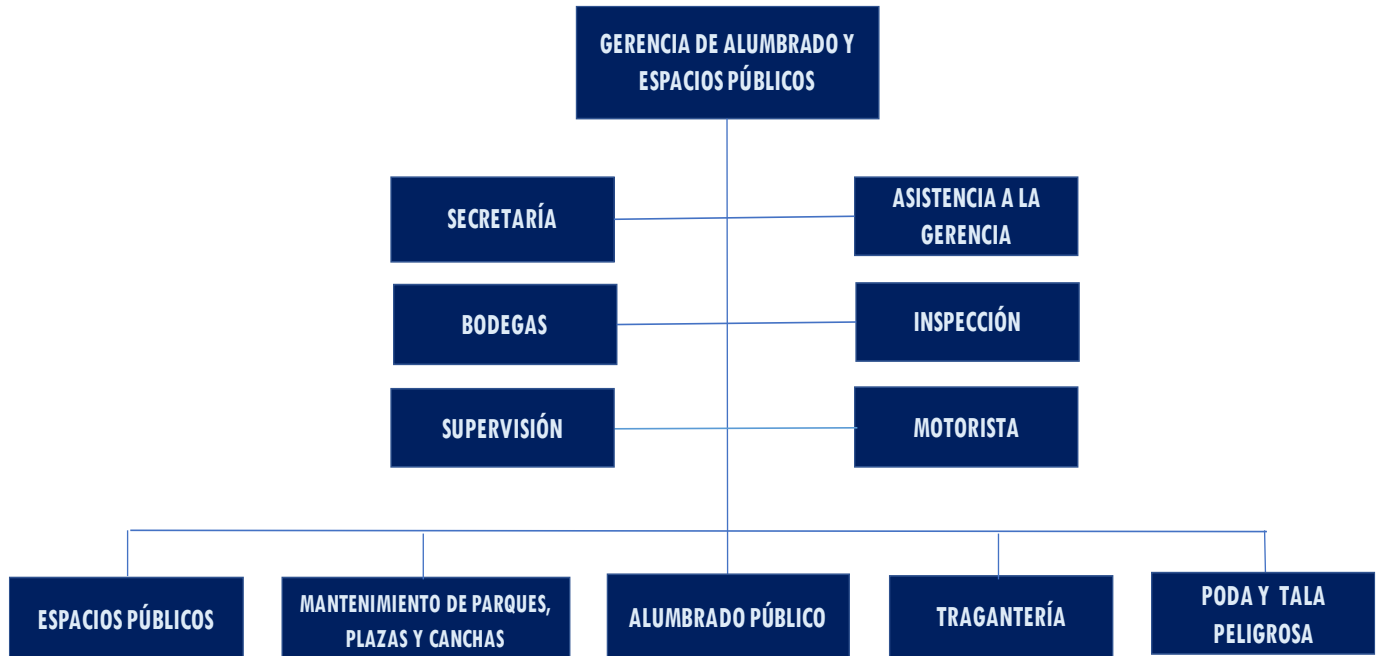 GERENCIA DE ALUMBRADO Y
ESPACIOS PÚBLICOS
SECRETARÍA
ASISTENCIA A LA
GERENCIA
BODEGAS
INSPECCIÓN
SUPERVISIÓN
MOTORISTA
ESPACIOS PÚBLICOS
MANTENIMIENTO DE PARQUES,
PLAZAS Y CANCHAS
ALUMBRADO PÚBLICO
TRAGANTERÍA
PODA Y TALA
PELIGROSA